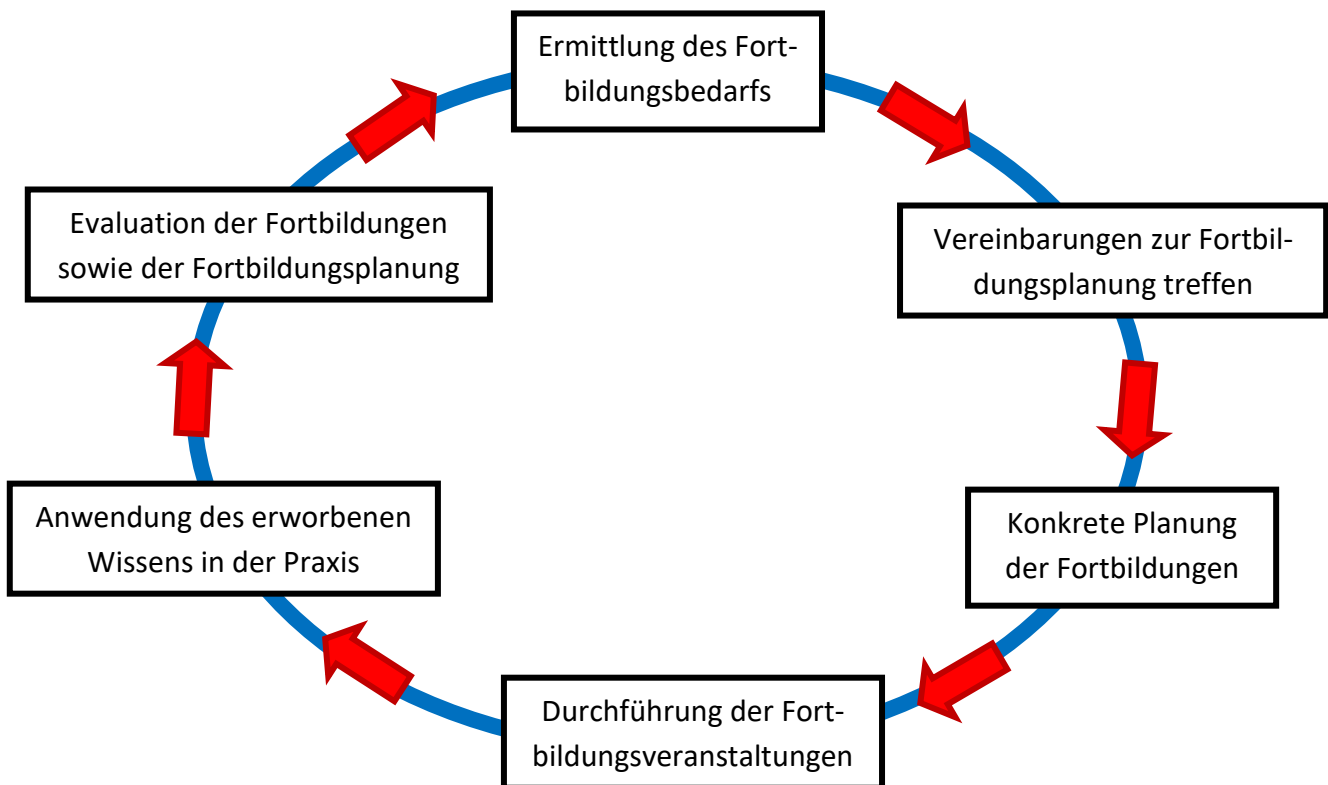 Ermittlung des Fort-
bildungsbedarfs
Vereinbarungen zur Fortbil-
dungsplanung treffen
Konkrete Planung
der Fortbildungen
Durchführung der Fort-
bildungsveranstaltungen
Anwendung des erworbenen
Wissens in der Praxis
Evaluation der Fortbildungen
sowie der Fortbildungsplanung